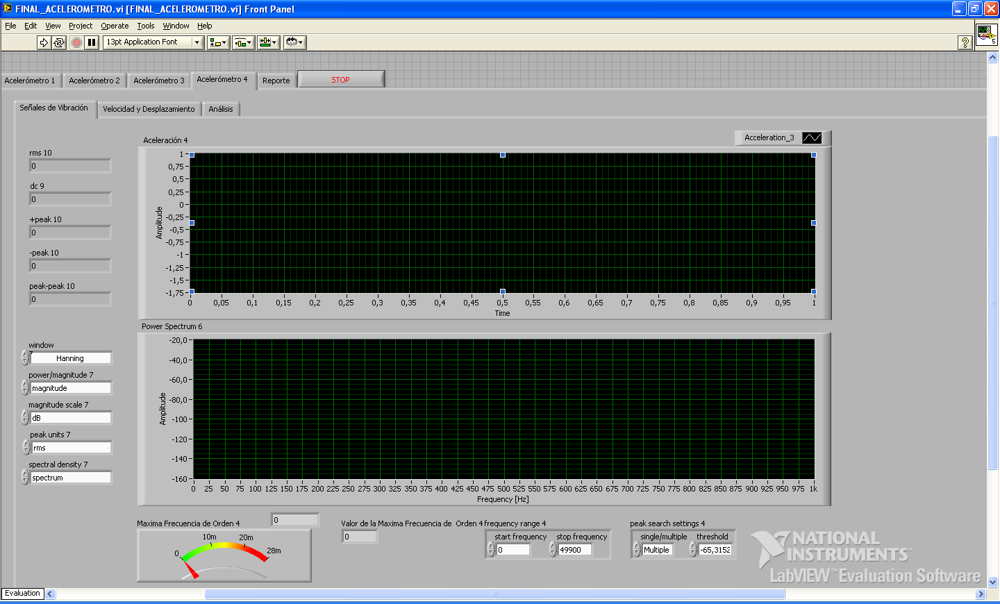 FINAL_ACELEROMETRO.vi [FINAL_ACELEROMETRO.vi] Front Panel
File Edit View Project Operate Tools Window Help
13pt Application Font
?
5
Acelerómetro 1 Acelerómetro 2 Acelerómetro 3 Acelerómetro 4 Reporte STOP
Señales de Vibración Velocidad y Desplazamiento Análisis
rms 10
0
dc 9
0
+peak 10
0
-peak 10
0
peak-peak 10
0
Aceleración 4
Acceleration_3
Amplitude
1
0,75
0,5
0,25
0
-0,25
-0,5
-0,75
-1
-1,25
-1,5
-1,75
0 0,05 0,1 0,15 0,2 0,25 0,3 0,35 0,4 0,45 0,5 0,55 0,6 0,65 0,7 0,75 0,8 0,85 0,9 0,95 1
Time
window
7
Hanning
power/magnitude 7
magnitude
magnitude scale 7
dB
peak units 7
rms
spectral density 7
spectrum
Power Spectrum 6
Amplitude
-20,0
-40,0
-60,0
-80,0
-100
-120
-140
-160
0 25 50 75 100 125 150 175 200 225 250 275 300 325 350 375 400 425 450 475 500 525 550 575 600 625 650 675 700 725 750 775 800 825 850 875 900 925 950 975 1k
Frequency [Hz]
Maxima Frecuencia de Orden 4
0
0 10m 20m 28m
Valor de la Maxima Frecuencia de Orden 4
0
frequency range 4
start frequency stop frequency
0 49900
peak search settings 4
single/multiple threshold
Multiple -65,3152
NATIONAL
INSTRUMENTS™
LabVIEW™ Evaluation Software
Evaluation